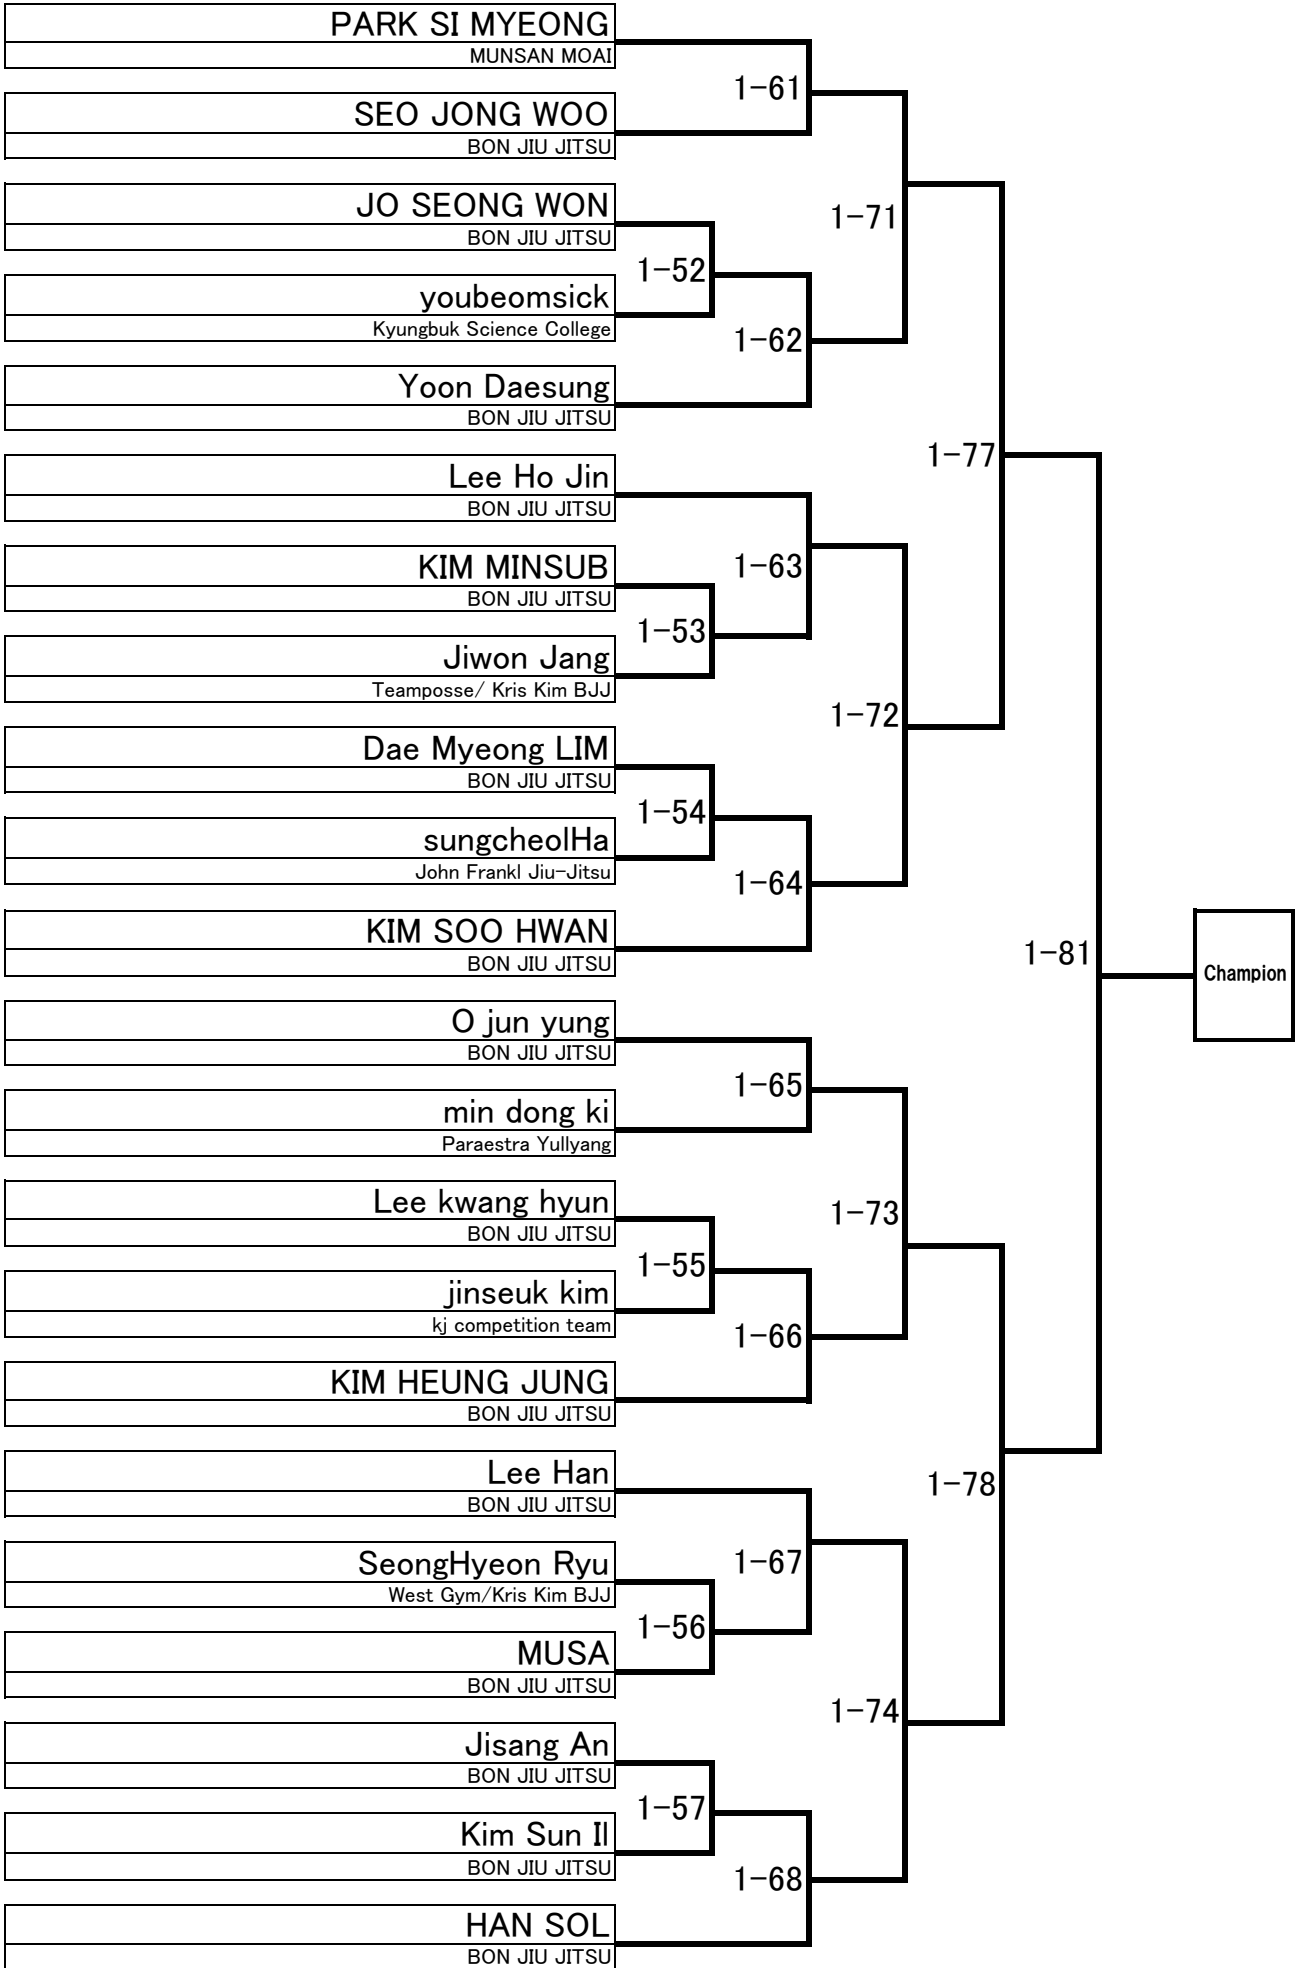 PARK SI MYEONG
MUNSAN MOAI
1-61
SEO JONG WOO
BON JIU JITSU
JO SEONG WON
BON JIU JITSU
1-71
1-52
youbeomsick
Kyungbuk Science College
1-62
Yoon Daesung
BON JIU JITSU
1-77
Lee Ho Jin
BON JIU JITSU
KIM MINSUB
BON JIU JITSU
1-63
1-53
Jiwon Jang
Teamposse/ Kris Kim BJJ
1-72
Dae Myeong LIM
BON JIU JITSU
1-54
sungcheolHa
John Frankl Jiu-Jitsu
1-64
KIM SOO HWAN
BON JIU JITSU
1-81
Champion
O jun yung
BON JIU JITSU
1-65
min dong ki
Paraestra Yullyang
Lee kwang hyun
BON JIU JITSU
1-73
1-55
jinseuk kim
kj competition team
1-66
KIM HEUNG JUNG
BON JIU JITSU
Lee Han
BON JIU JITSU
1-78
SeongHyeon Ryu
West Gym/Kris Kim BJJ
1-67
1-56
MUSA
BON JIU JITSU
1-74
Jisang An
BON JIU JITSU
1-57
Kim Sun Il
BON JIU JITSU
1-68
HAN SOL
BON JIU JITSU